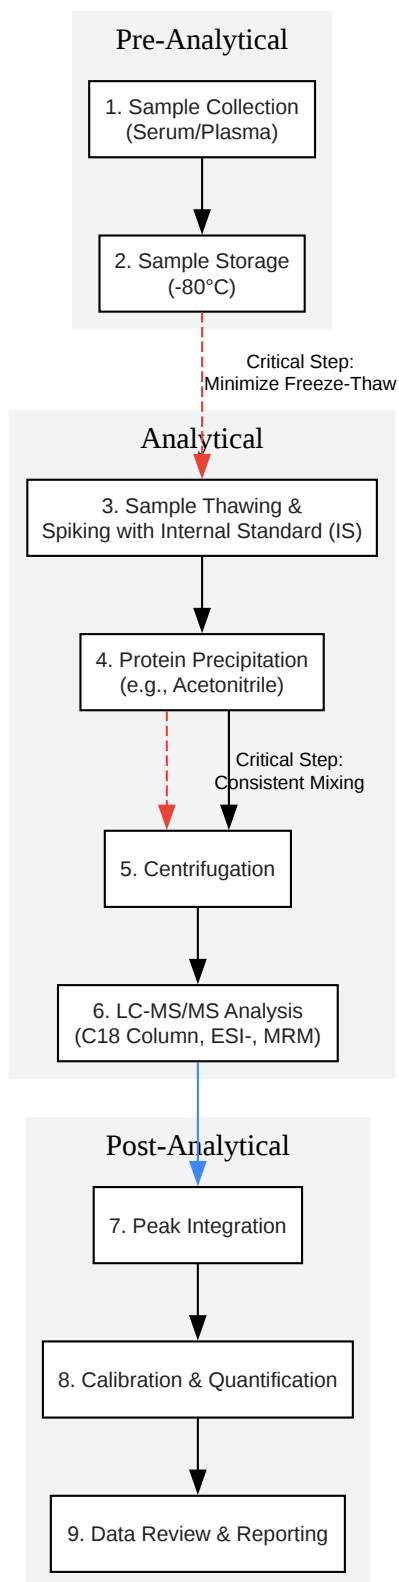 Pre-Analytical
1. Sample Collection
(Serum/Plasma)
2. Sample Storage
(-80°C)
Critical Step:
Minimize Freeze-Thaw
Analytical
3. Sample Thawing &
Spiking with Internal Standard (IS)
4. Protein Precipitation
(e.g., Acetonitrile)
Critical Step:
Consistent Mixing
5. Centrifugation
6. LC-MS/MS Analysis
(C18 Column, ESI-, MRM)
Post-Analytical
7. Peak Integration
8. Calibration & Quantification
9. Data Review & Reporting